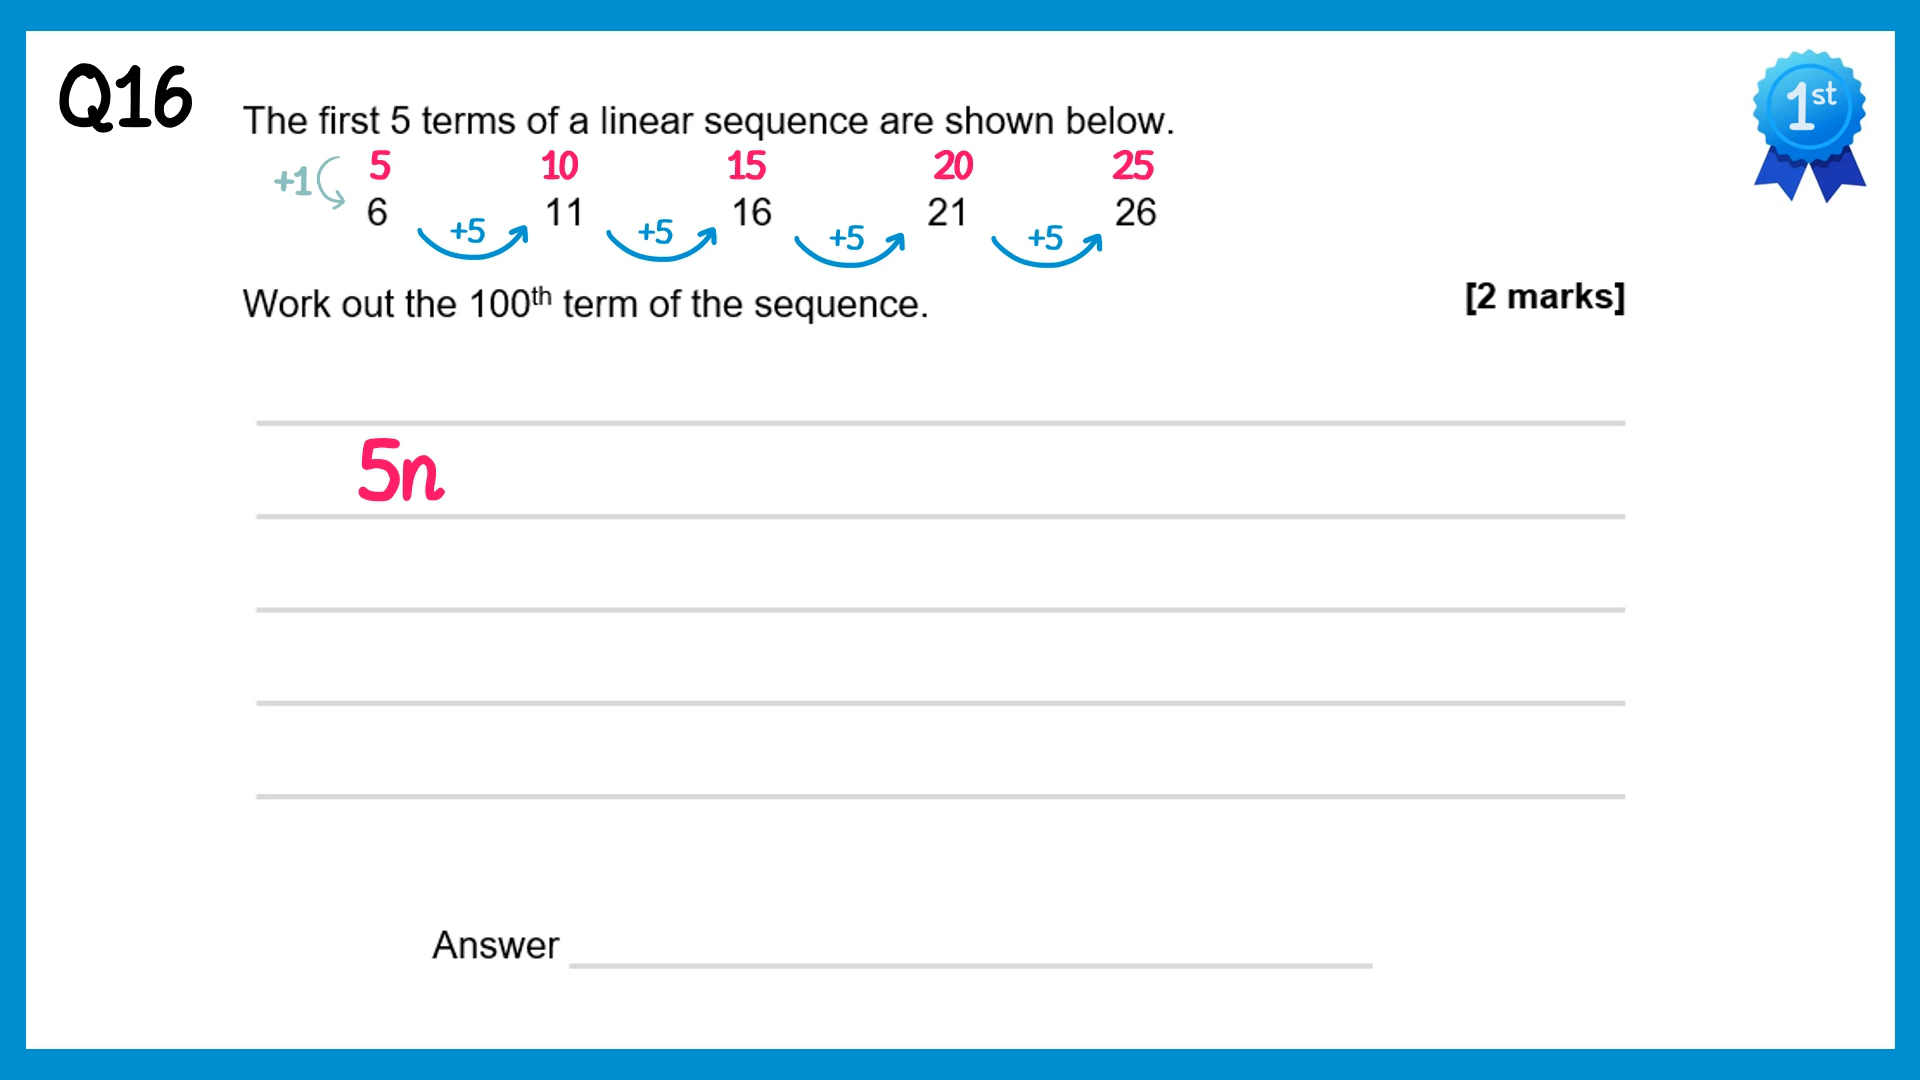 Q16
1st
The first 5 terms of a linear sequence are shown below.
+1 5 10 15 20 25
6 11 16 21 26
+5 +5 +5 +5
Work out the 100th term of the sequence. [2 marks]
5n
Answer